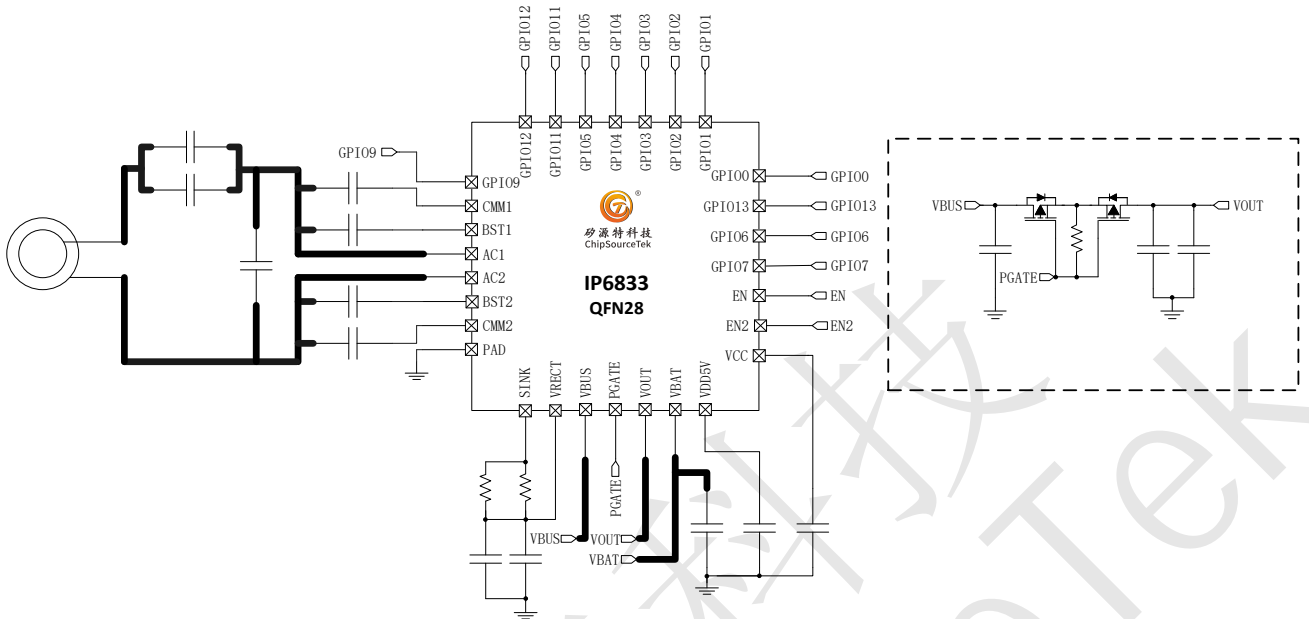 GPIO12
GPIO11
GPIO5
GPIO4
GPIO3
GPIO2
GPIO1
GPIO12
GPIO11
GPIO5
GPIO4
GPIO3
GPIO2
GPIO1
GPIO9
GPIO9
CMM1
BST1
AC1
AC2
BST2
CMM2
PAD
®
矽源特科技
ChipSourceTek
IP6833
QFN28
GPIO0
GPIO0
GPIO13
GPIO13
GPIO6
GPIO6
GPIO7
GPIO7
EN
EN
EN2
EN2
VCC
SINK
VRECT
VBUS
PGATE
VOUT
VBAT
VDD5V
PGATE
VBUS
VOUT
VBAT
VBUS
VOUT
PGATE
科技
Tek